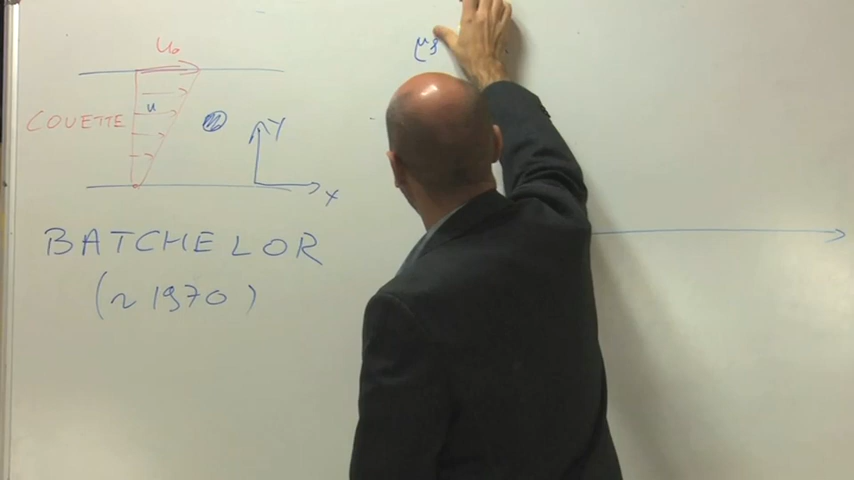 U₀
u
COUETTE
Y
X
BATCHELOR
(~1970)